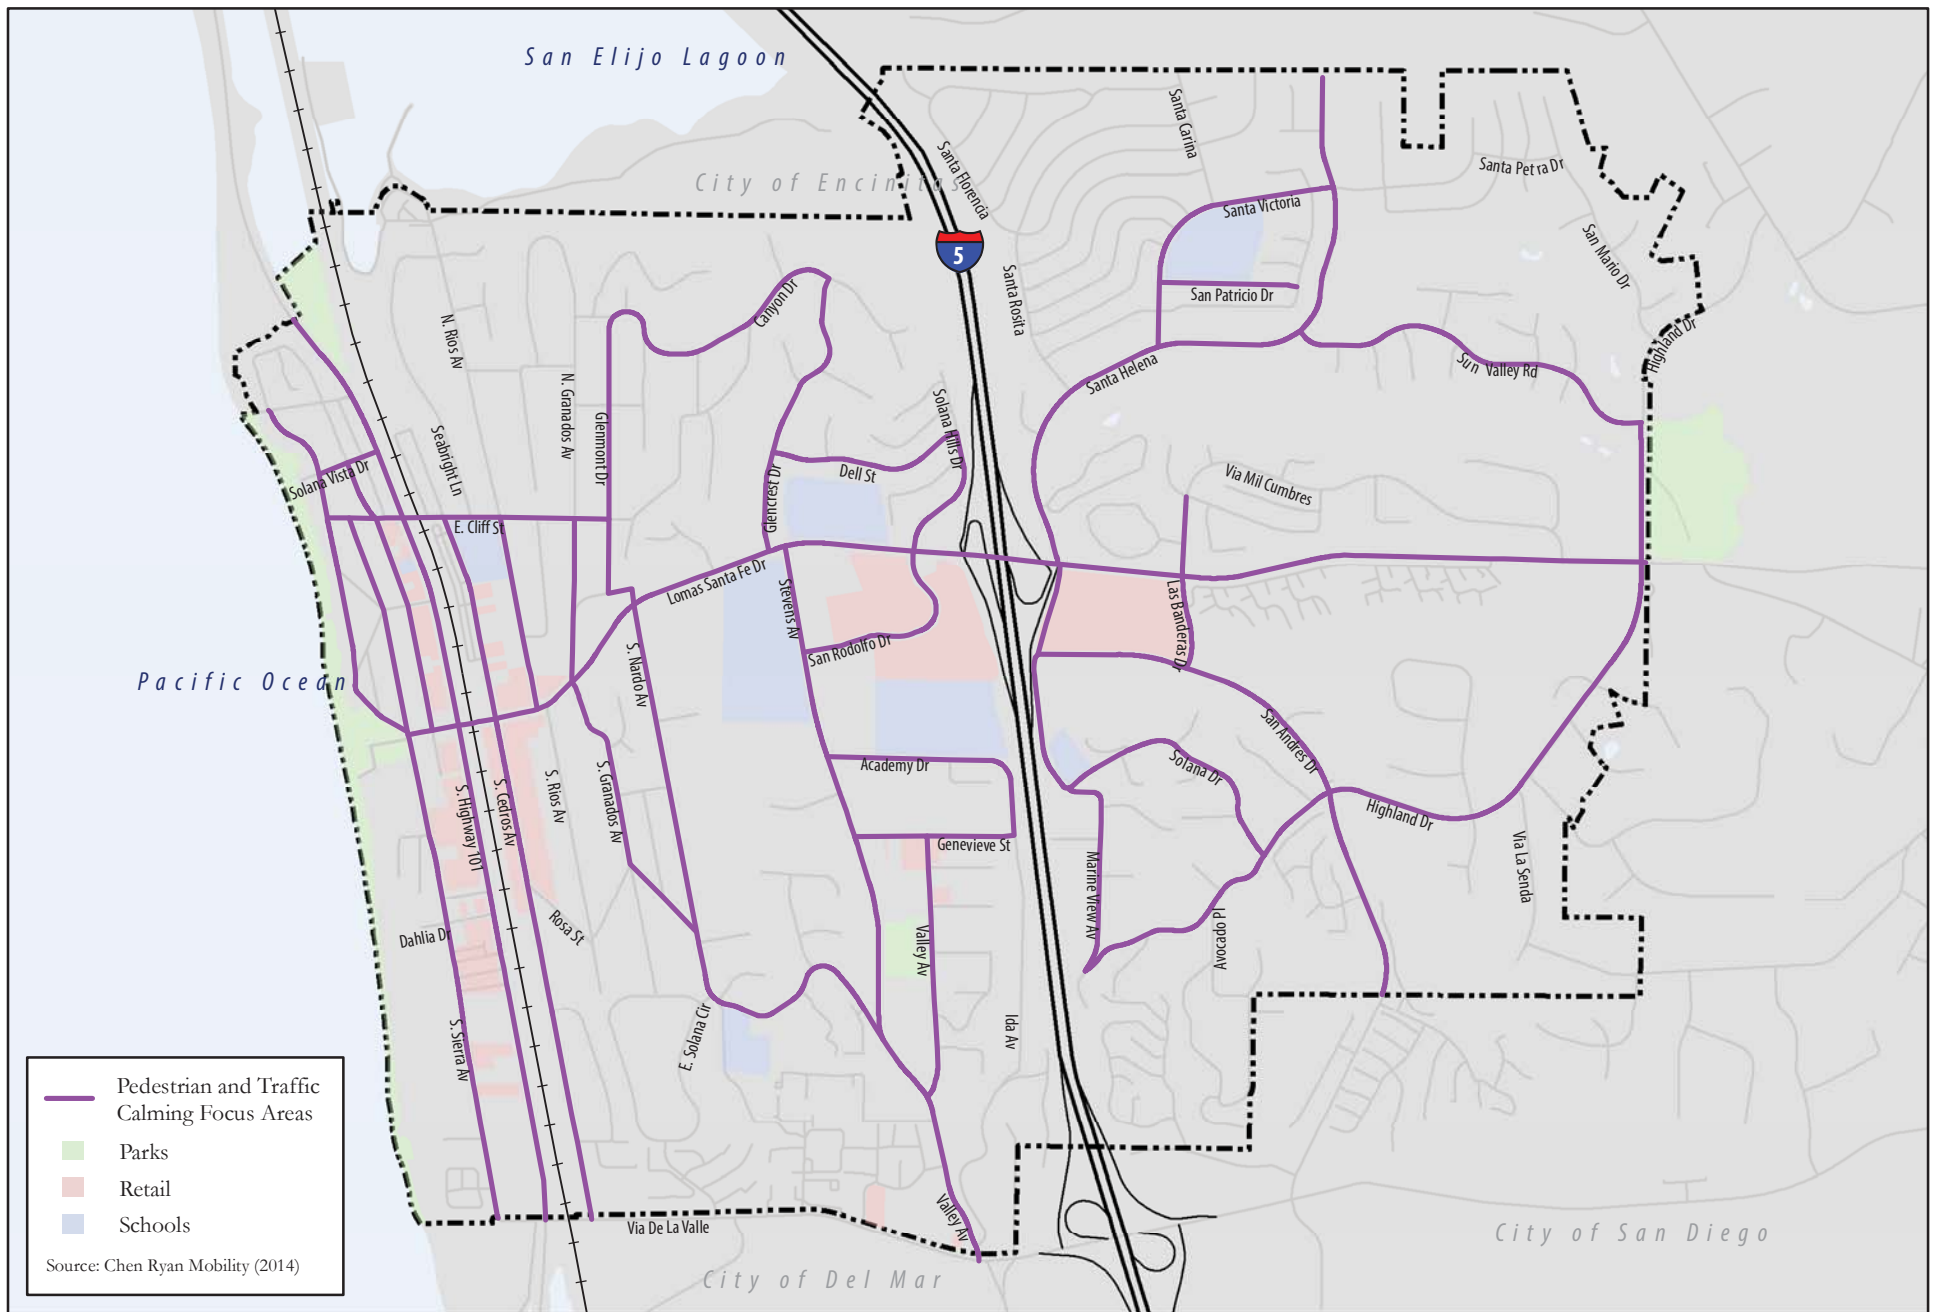 San Elijo Lagoon
City of Encinitas
Santa Florencia
Santa Carina
Santa Petra Dr
Santa Victoria
San Mario Dr
5
Santa Rosita
San Patricio Dr
Canyon Dr
N. Rios Av
Highland Dr
Santa Helena
Sun Valley Rd
N. Granados Av
Glenmont Dr
Solana Hills Dr
Seabright Ln
Solana Vista Dr
Dell St
Glencrest Dr
Via Mil Cumbres
E. Cliff St
Lomas Santa Fe Dr
Stevens Av
Las Banderas Dr
San Rodolfo Dr
S. Nardo Av
Pacific Ocean
San Andres Dr
Solana Dr
Academy Dr
S. Highway 101
S. Cedros Av
S. Rios Av
S. Granados Av
Highland Dr
Genevieve St
Via La Senda
Marine View Av
Rosa St
Dahlia Dr
Valley Av
Avocado Pl
S. Sierra Av
E. Solana Cir
Ida Av
Valley Av
Via De La Valle
City of San Diego
City of Del Mar
Pedestrian and Traffic
Calming Focus Areas
Parks
Retail
Schools
Source: Chen Ryan Mobility (2014)